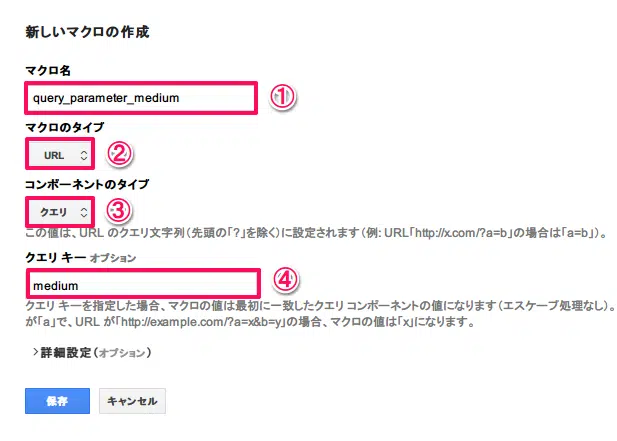 新しいマクロの作成
マクロ名
query_parameter_medium ①
マクロのタイプ
URL ②
コンポーネントのタイプ
クエリ ③
この値は、URL のクエリ文字列（先頭の「?」を除く）に設定されます（例: URL「http://x.com/?a=b」の場合は「a=b」）。
クエリ キー オプション
medium ④
クエリ キーを指定した場合、マクロの値は最初に一致したクエリ コンポーネントの値になります（エスケープ処理なし）。
が「a」で、URL が「http://example.com/?a=x&b=y」の場合、マクロの値は「x」になります。
>詳細設定（オプション）
保存 キャンセル